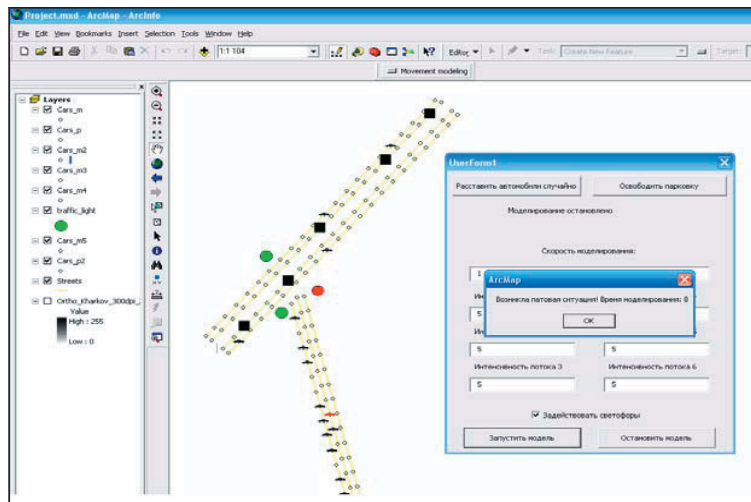 Project.mxd - ArcMap - ArcInfo
File Edit View Bookmarks Insert Selection Tools Window Help
1:1 104
Editor
Task: Create New Feature
Target:
Movement modeling
Layers
Cars_m
Cars_p
Cars_m2
Cars_m3
Cars_m4
traffic_light
Cars_m5
Cars_p2
Streets
Ortho_Kharkov_300dpi_
Value
High : 255
Low : 0
UserForm1
Расставить автомобили случайно
Освободить парковку
Моделирование остановлено
Скорость моделирования:
1
ArcMap
Возникла патовая ситуация! Время моделирования: 0
OK
5
5
5
Интенсивность потока 3
Интенсивность потока 6
5
5
Задействовать светофоры
Запустить модель
Остановить модель